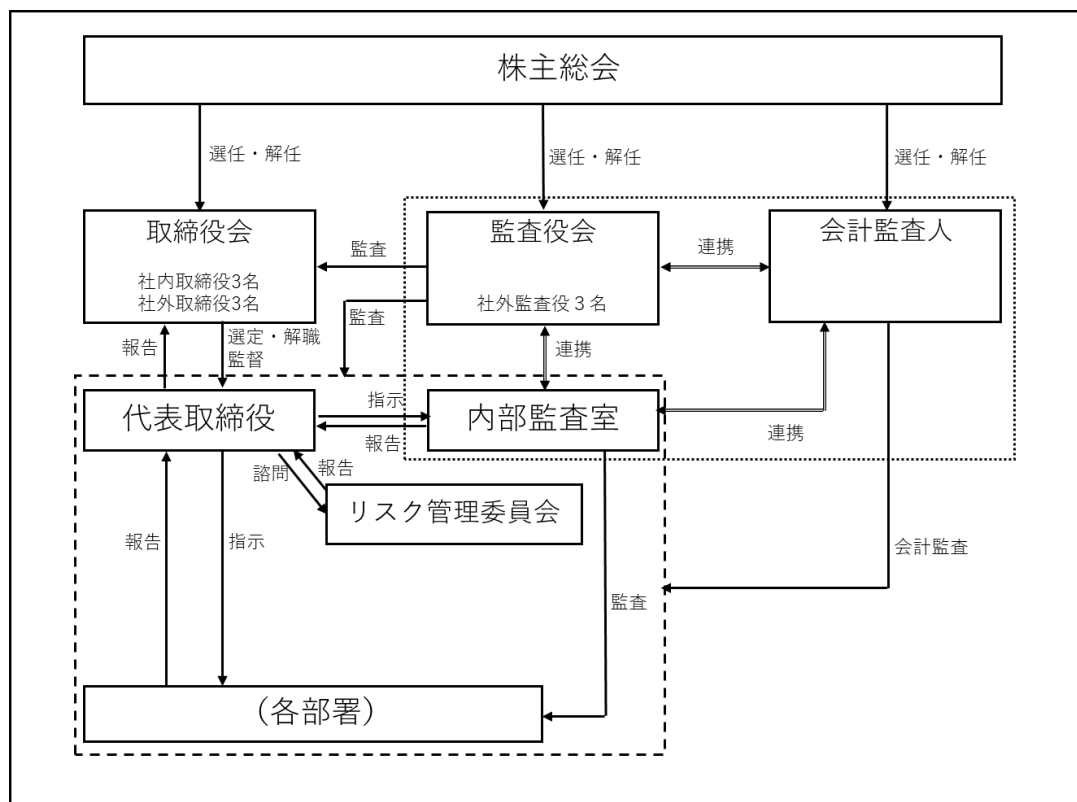 株主総会
選任・解任
選任・解任
選任・解任
取締役会
社内取締役3名
社外取締役3名
監査
監査役会
社外監査役３名
連携
会計監査人
監査
報告
選定・解職
監督
連携
代表取締役
指示
報告
内部監査室
連携
諮問
報告
リスク管理委員会
報告
指示
監査
会計監査
（各部署）